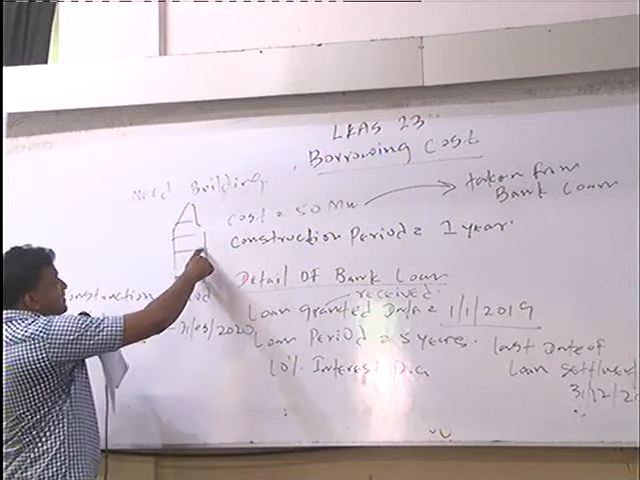 LKAS 23
Borrowing Cost
Need Building
Cost = 50 Mn
taken from
Bank Loan
construction Period = 1 year.
Detail Of Bank Loan
received
Loan granted Date = 1/1/2019
Loan Period = 5 years.
10% Interest p.a
Last Date of
Loan settlement
31/12/2
construction
31/03/2020